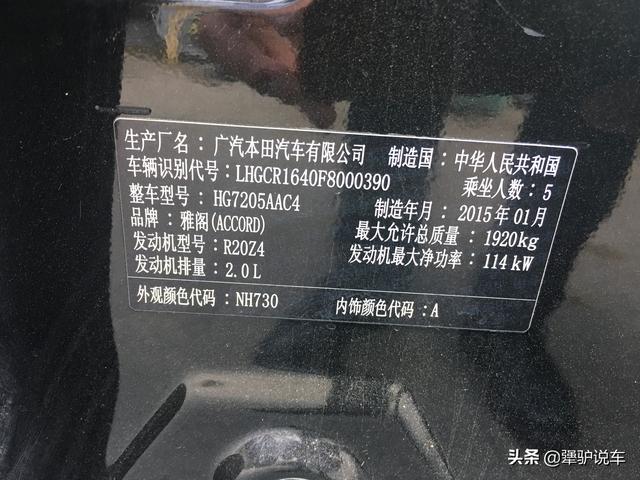 生产厂名：广汽本田汽车有限公司 制造国：中华人民共和国
车辆识别代号：LHGCR1640F8000390 乘坐人数：5
整车型号：HG7205AAC4 制造年月：2015年01月
品牌：雅阁(ACCORD) 最大允许总质量：1920kg
发动机型号：R20Z4 发动机最大净功率：114kW
发动机排量：2.0L
外观颜色代码：NH730 内饰颜色代码：A
头条@犟驴说车